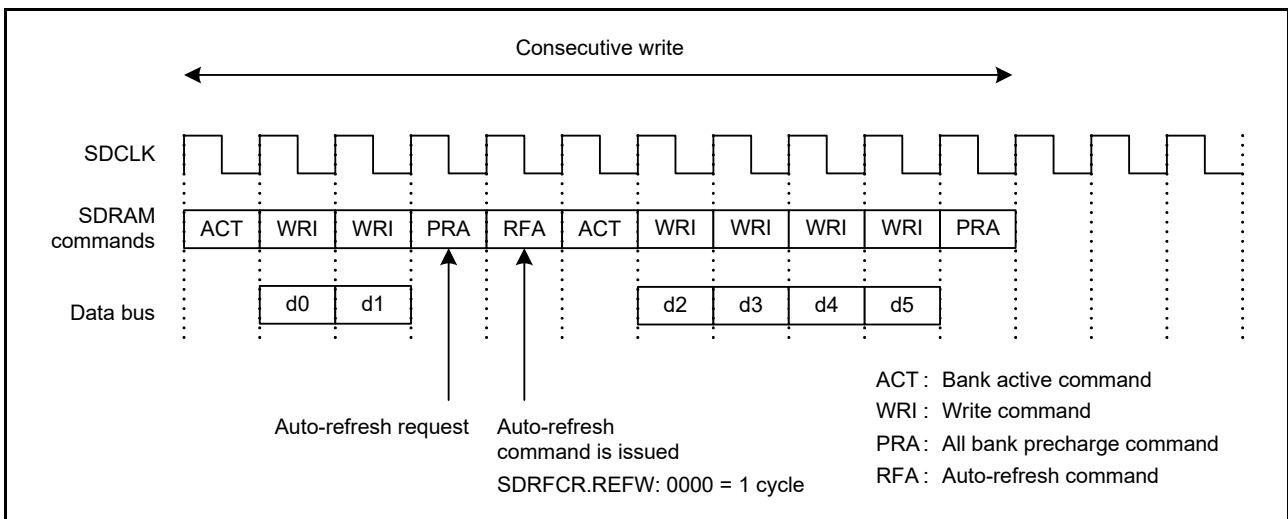 Consecutive write
SDCLK
SDRAM
commands
ACT WRI WRI PRA RFA ACT WRI WRI WRI WRI PRA
Data bus
d0 d1 d2 d3 d4 d5
Auto-refresh request
Auto-refresh
command is issued
SDRFCR.REFW: 0000 = 1 cycle
ACT : Bank active command
WRI : Write command
PRA : All bank precharge command
RFA : Auto-refresh command